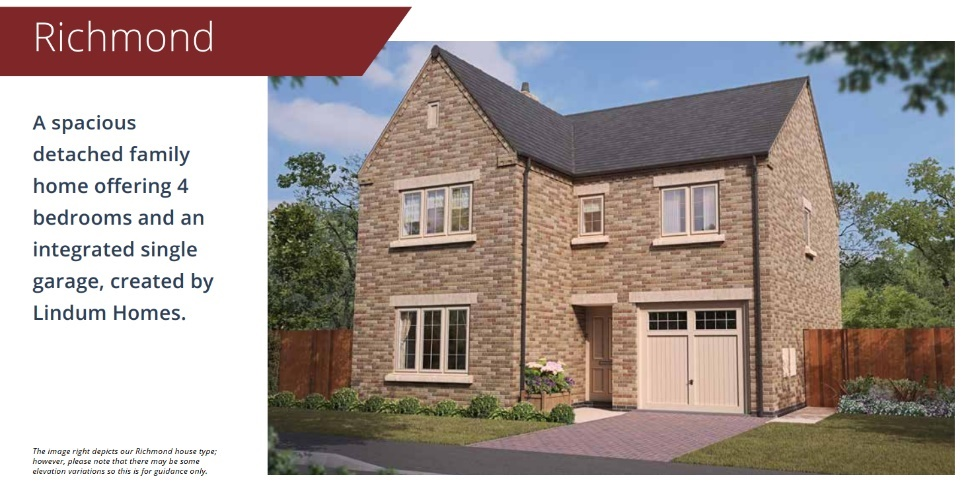 Richmond
A spacious
detached family
home offering 4
bedrooms and an
integrated single
garage, created by
Lindum Homes.
The image right depicts our Richmond house type;
however, please note that there may be some
elevation variations so this is for guidance only.